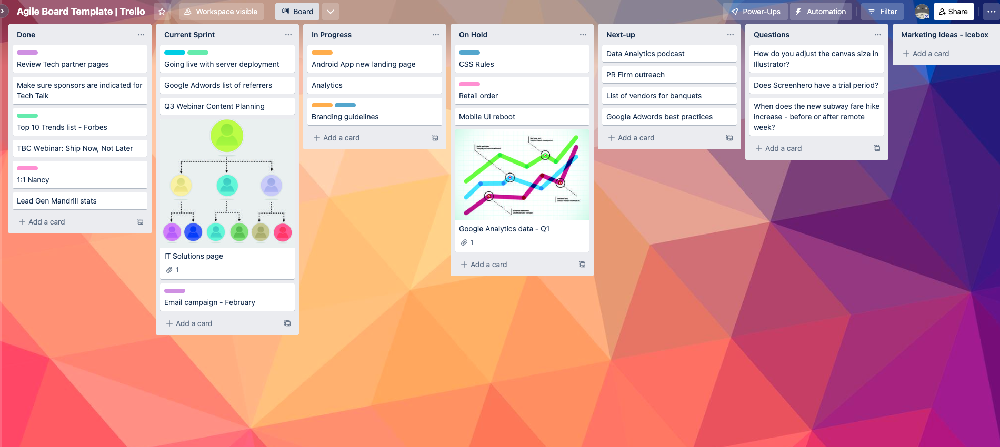 Agile Board Template | Trello
Workspace visible
Board
Power-Ups
Automation
Filter
Share
Done
Review Tech partner pages
Make sure sponsors are indicated for
Tech Talk
Top 10 Trends list - Forbes
TBC Webinar: Ship Now, Not Later
1:1 Nancy
Lead Gen Mandrill stats
Add a card
Current Sprint
Going live with server deployment
Google Adwords list of referrers
Q3 Webinar Content Planning
IT Solutions page
1
Email campaign - February
Add a card
In Progress
Android App new landing page
Analytics
Branding guidelines
Add a card
On Hold
CSS Rules
Retail order
Mobile UI reboot
Google Analytics data - Q1
1
Add a card
Next-up
Data Analytics podcast
PR Firm outreach
List of vendors for banquets
Google Adwords best practices
Add a card
Questions
How do you adjust the canvas size in
Illustrator?
Does Screenhero have a trial period?
When does the new subway fare hike
increase - before or after remote
week?
Add a card
Marketing Ideas - Icebox
Add a card